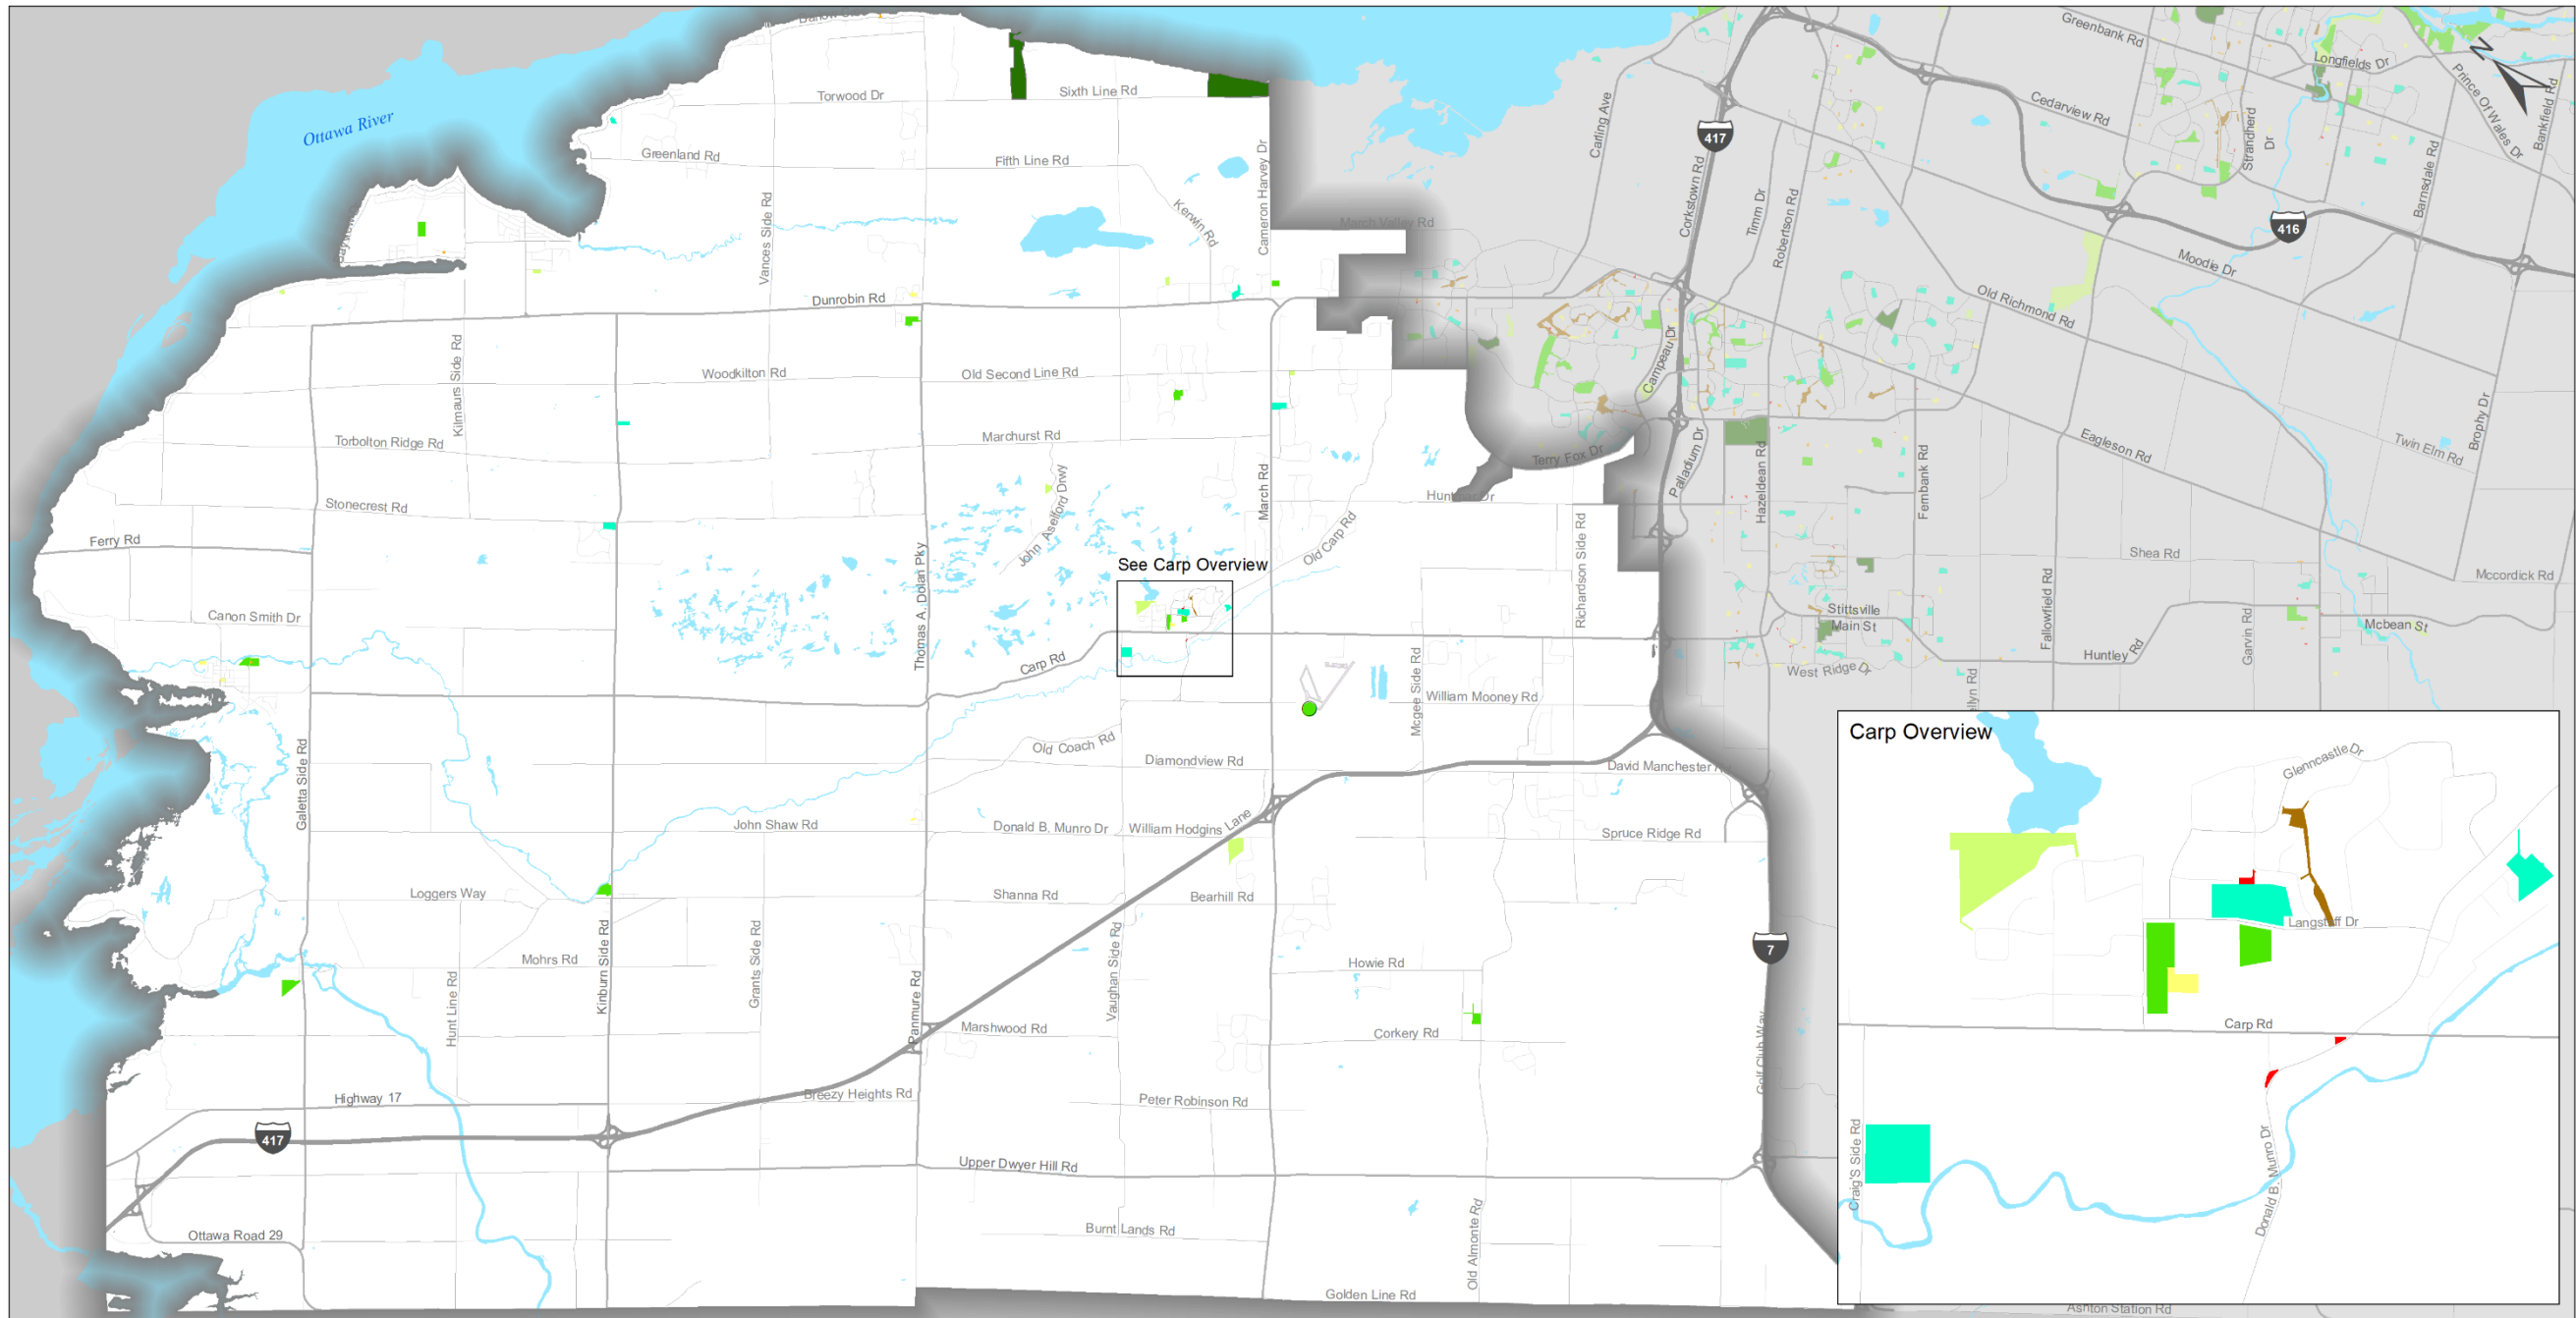 Ottawa River
Torwood Dr
Sixth Line Rd
Greenland Rd
Fifth Line Rd
Vances Side Rd
Kerwin Rd
Cameron Harvey Dr
March Valley Rd
Carling Ave
417
Corkstown Rd
Timm Dr
Robertson Rd
Greenbank Rd
Longfields Dr
Prince Of Wales Dr
Bankfield Rd
N
Cedarview Rd
Strandherd
Dr
Barnsdale Rd
416
Moodie Dr
Old Richmond Rd
Dunrobin Rd
Kilmaurs Side Rd
Woodkilton Rd
Old Second Line Rd
Campeau Dr
Torbolton Ridge Rd
Marchurst Rd
John Aselford Drwy
March Rd
Terry Fox Dr
Palladium Dr
Hazeldean Rd
Fernbank Rd
Eagleson Rd
Brophy Dr
Twin Elm Rd
Stonecrest Rd
Huntmar Dr
Old Carp Rd
Richardson Side Rd
Ferry Rd
Thomas A. Dolan Pky
See Carp Overview
Shea Rd
Mccordick Rd
Canon Smith Dr
Stittsville
Main St
Fallowfield Rd
Garvin Rd
Mcbean St
Huntley Rd
West Ridge Dr
Carp Rd
Mcgee Side Rd
William Mooney Rd
Galetta Side Rd
Old Coach Rd
Diamondview Rd
David Manchester
John Shaw Rd
Donald B. Munro Dr
William Hodgins Lane
Spruce Ridge Rd
Loggers Way
Shanna Rd
Bearhill Rd
Kinburn Side Rd
Grants Side Rd
Vaughan Side Rd
7
Mohrs Rd
Howie Rd
Hunt Line Rd
Panmure Rd
Marshwood Rd
Corkery Rd
Golf Club Way
Highway 17
Breezy Heights Rd
Peter Robinson Rd
417
Upper Dwyer Hill Rd
Ottawa Road 29
Burnt Lands Rd
Old Almonte Rd
Golden Line Rd
Ashton Station Rd
Carp Overview
Glenncastle Dr
Langstaff Dr
Carp Rd
Craig'S Side Rd
Donald B. Munro Dr